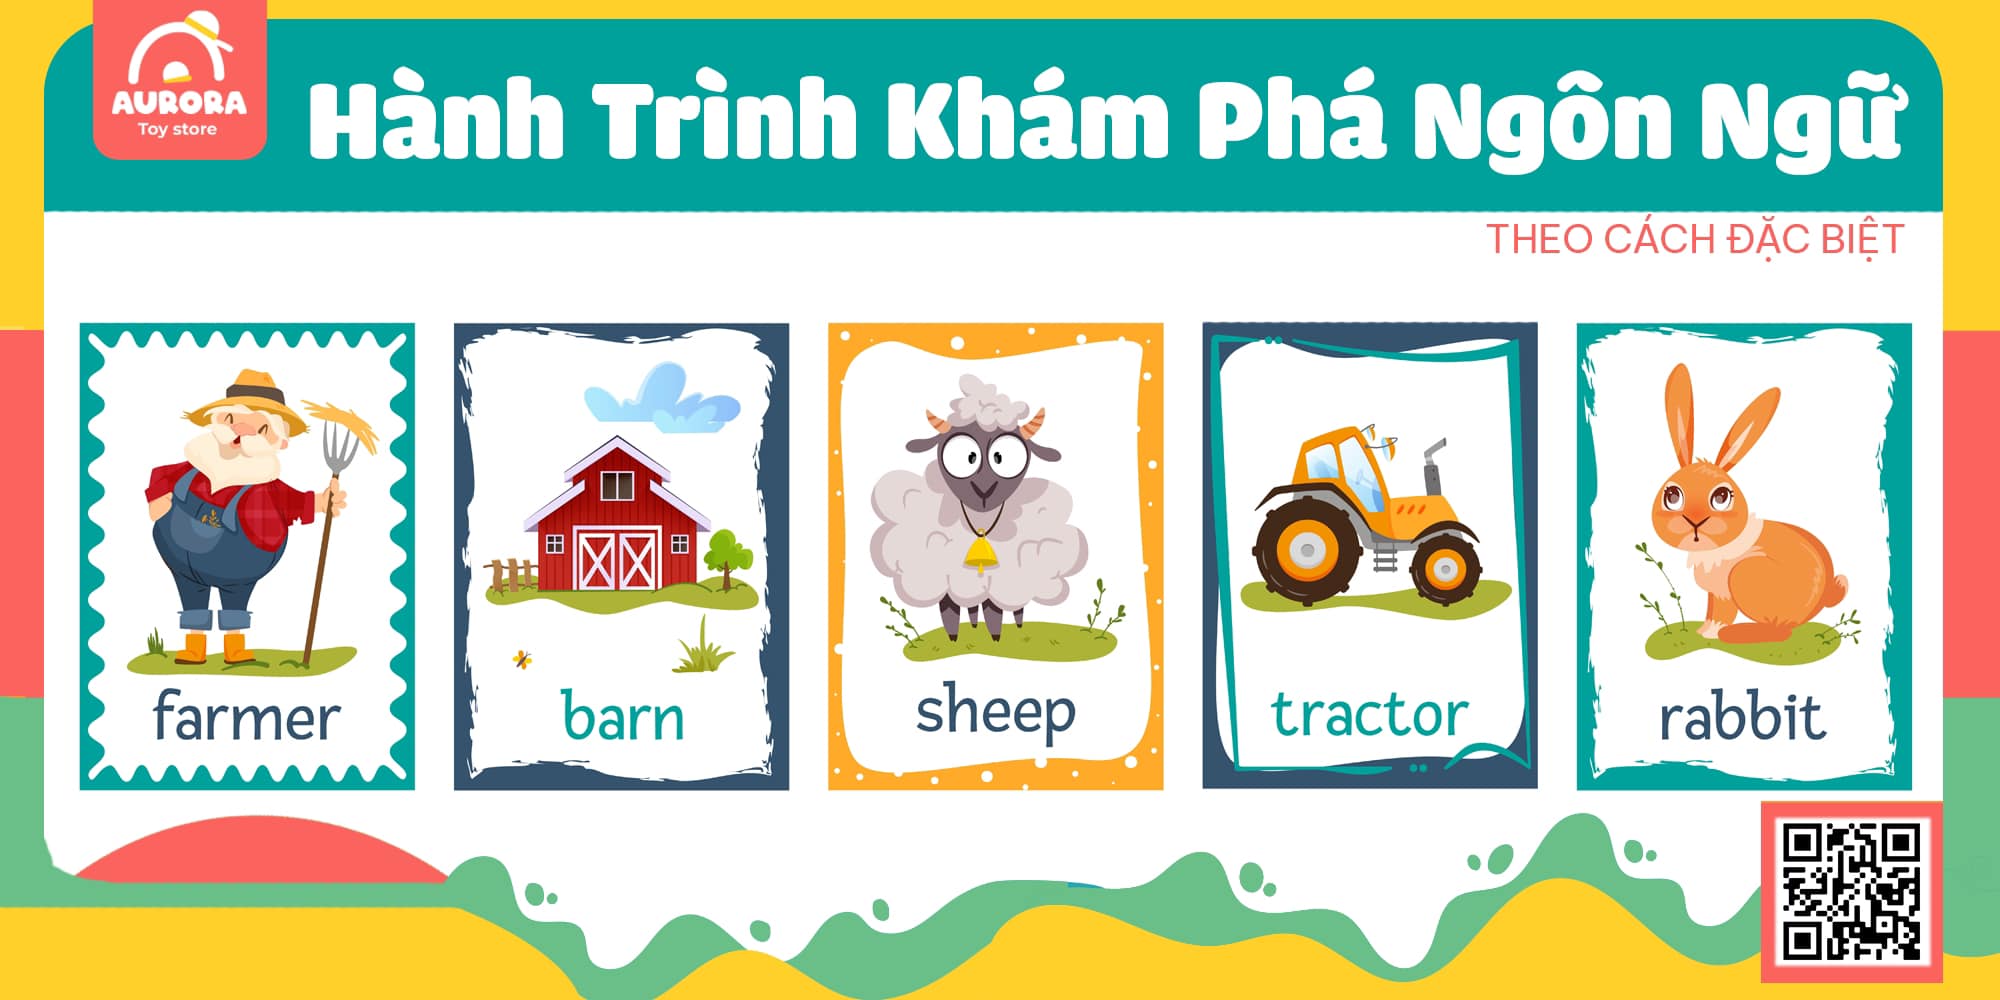 AURORA
Toy store
Hành Trình Khám Phá Ngôn Ngữ
THEO CÁCH ĐẶC BIỆT
farmer
barn
sheep
tractor
rabbit